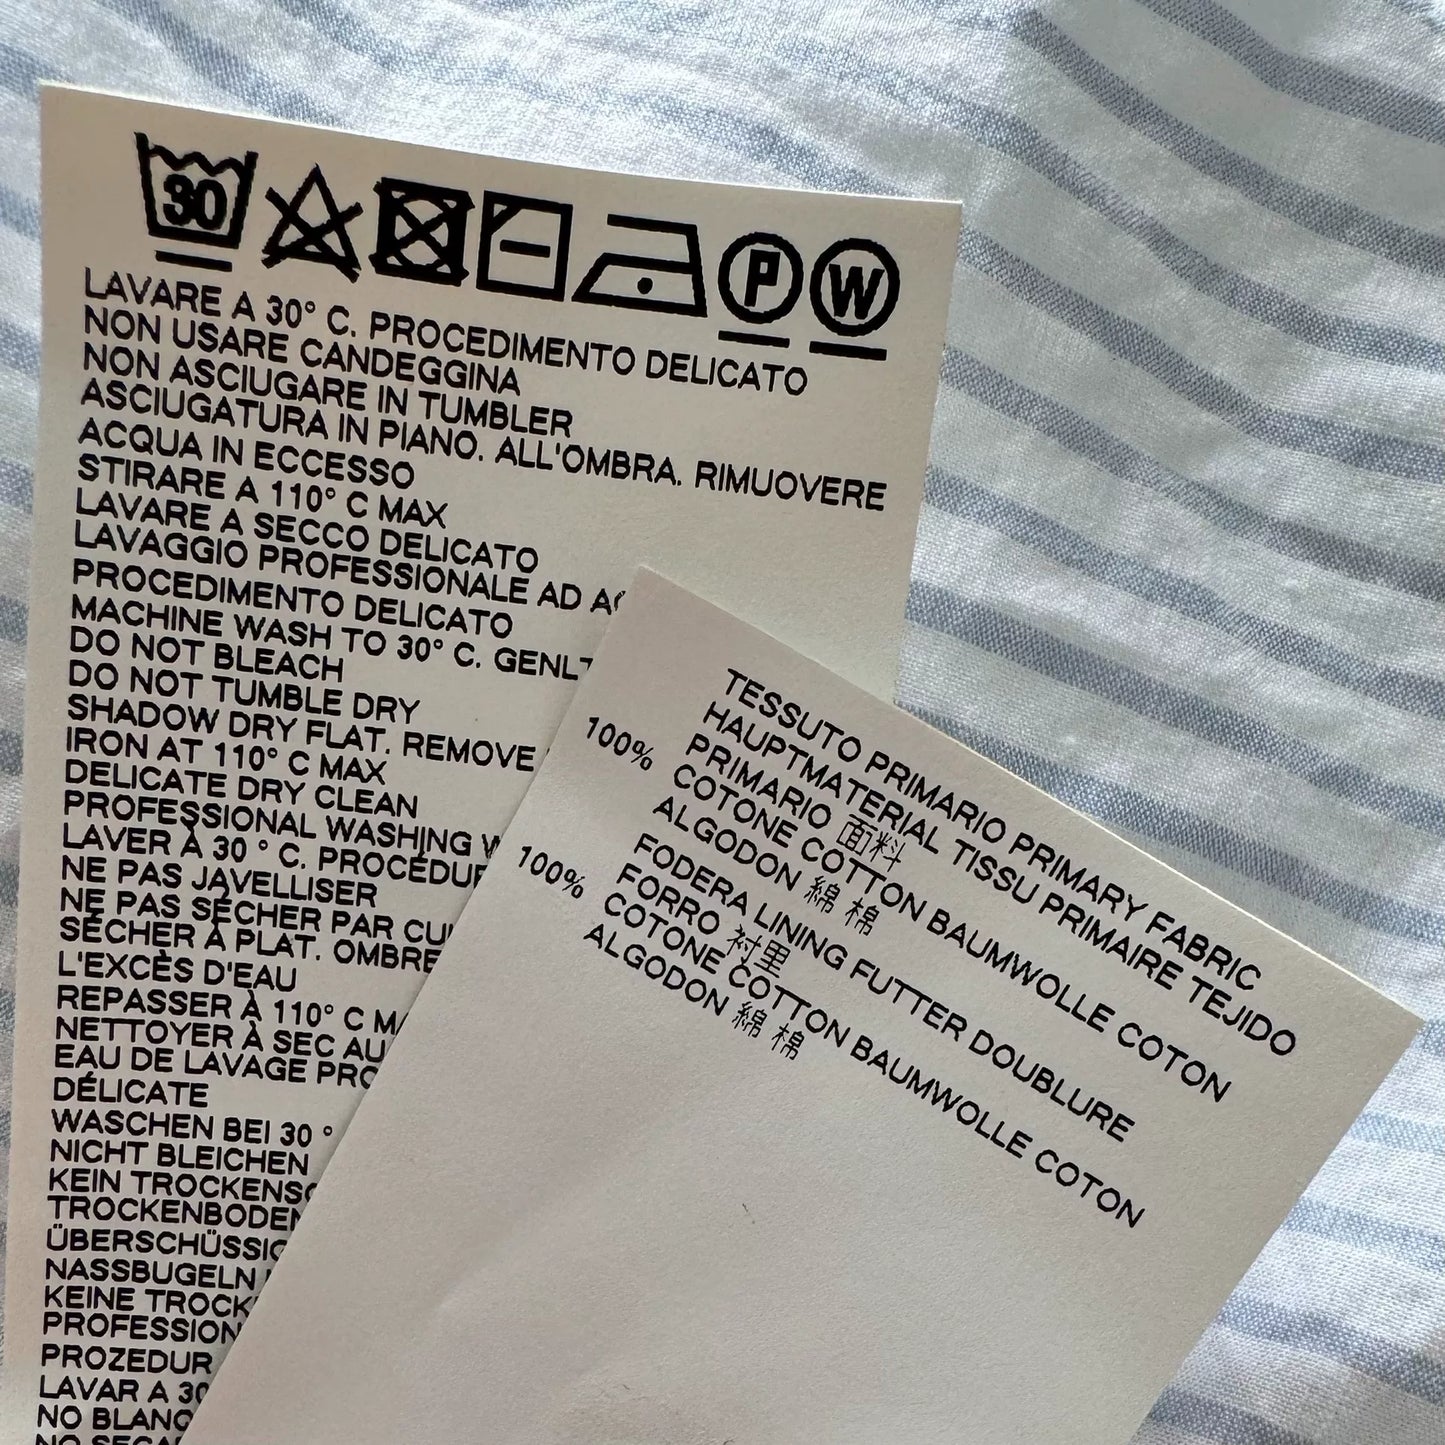 30
P
W
LAVARE A 30° C. PROCEDIMENTO DELICATO
NON USARE CANDEGGINA
NON ASCIUGARE IN TUMBLER
ASCIUGATURA IN PIANO. ALL'OMBRA. RIMUOVERE
ACQUA IN ECCESSO
STIRARE A 110° C MAX
LAVARE A SECCO DELICATO
LAVAGGIO PROFESSIONALE AD
PROCEDIMENTO DELICATO
MACHINE WASH TO 30° C.
DO NOT BLEACH
DO NOT TUMBLE DRY
SHADOW DRY FLAT. REMOVE
IRON AT 110° C MAX
DELICATE DRY CLEAN
PROFESSIONAL WASHING
LAVER À 30 ° C.
NE PAS JAVELLISER
NE PAS SÉCHER PAR
SÉCHER À PLAT. OMBRE
L'EXCÈS D'EAU
REPASSER À 110° C
NETTOYER À SEC AU
EAU DE LAVAGE
DÉLICATE
WASCHEN BEI 30 °
NICHT BLEICHEN
KEIN
NASSBUGELN
KEINE
PROZEDUR
LAVAR A
NO
TESSUTO PRIMARIO PRIMARY FABRIC
HAUPTMATERIAL TISSU PRIMAIRE TEJIDO
PRIMARIO 面料
100% COTONE COTTON BAUMWOLLE COTON
ALGODON 綿 棉
FODERA LINING FUTTER DOUBLURE
FORRO 衬里
100% COTONE COTTON BAUMWOLLE COTON
ALGODON 綿 棉